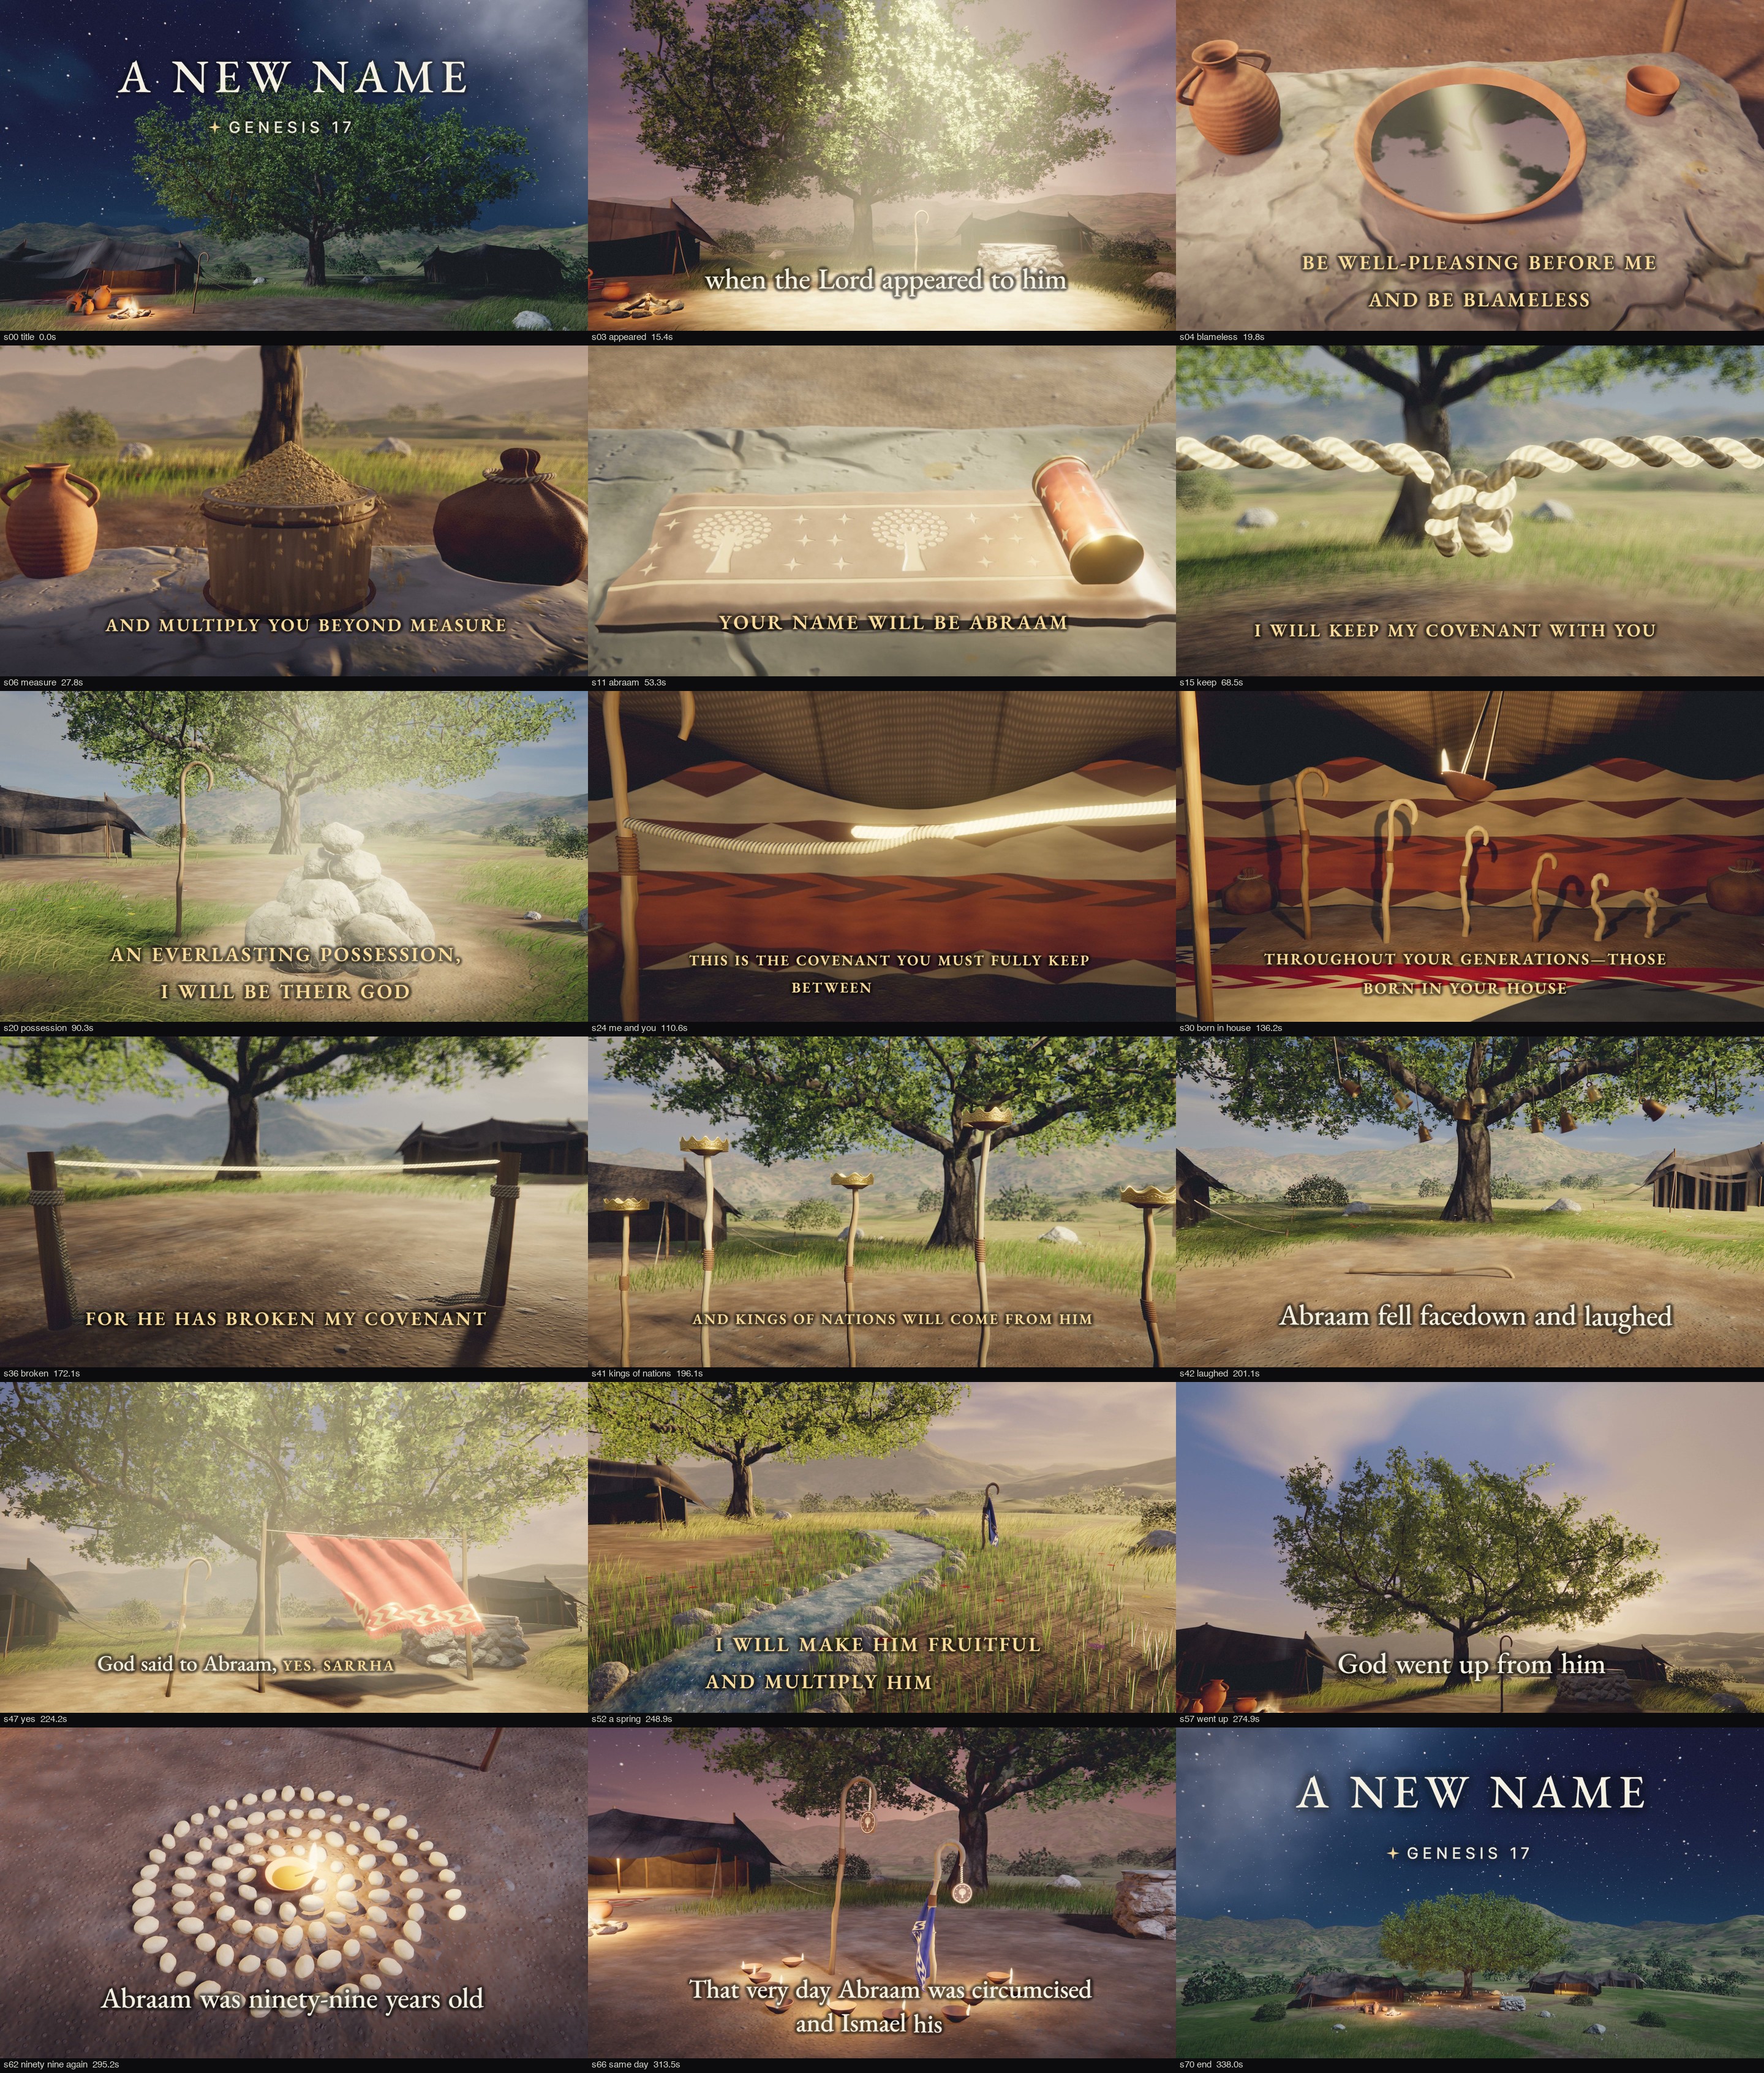 A NEW NAME
GENESIS 17
s00 title 0.0s
when the Lord appeared to him
s03 appeared 15.4s
BE WELL-PLEASING BEFORE ME
AND BE BLAMELESS
s04 blameless 19.8s
AND MULTIPLY YOU BEYOND MEASURE
s06 measure 27.8s
YOUR NAME WILL BE ABRAAM
s11 abraam 53.3s
I WILL KEEP MY COVENANT WITH YOU
s15 keep 68.5s
AN EVERLASTING POSSESSION,
I WILL BE THEIR GOD
s20 possession 90.3s
THIS IS THE COVENANT YOU MUST FULLY KEEP
BETWEEN
s24 me and you 110.6s
THROUGHOUT YOUR GENERATIONS—THOSE
BORN IN YOUR HOUSE
s30 born in house 136.2s
FOR HE HAS BROKEN MY COVENANT
s36 broken 172.1s
AND KINGS OF NATIONS WILL COME FROM HIM
s41 kings of nations 196.1s
Abraam fell facedown and laughed
s42 laughed 201.1s
God said to Abraam, YES. SARRHA
s47 yes 224.2s
I WILL MAKE HIM FRUITFUL
AND MULTIPLY HIM
s52 a spring 248.9s
God went up from him
s57 went up 274.9s
Abraam was ninety-nine years old
s62 ninety nine again 295.2s
That very day Abraam was circumcised
and Ismael his
s66 same day 313.5s
A NEW NAME
GENESIS 17
s70 end 338.0s